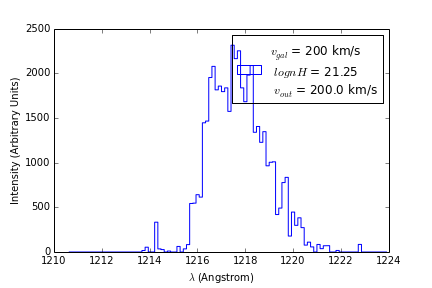 2500
2000
1500
1000
500
0
Intensity (Arbitrary Units)
v_gal = 200 km/s
lognH = 21.25
v_out = 200.0 km/s
1210 1212 1214 1216 1218 1220 1222 1224
λ (Angstrom)